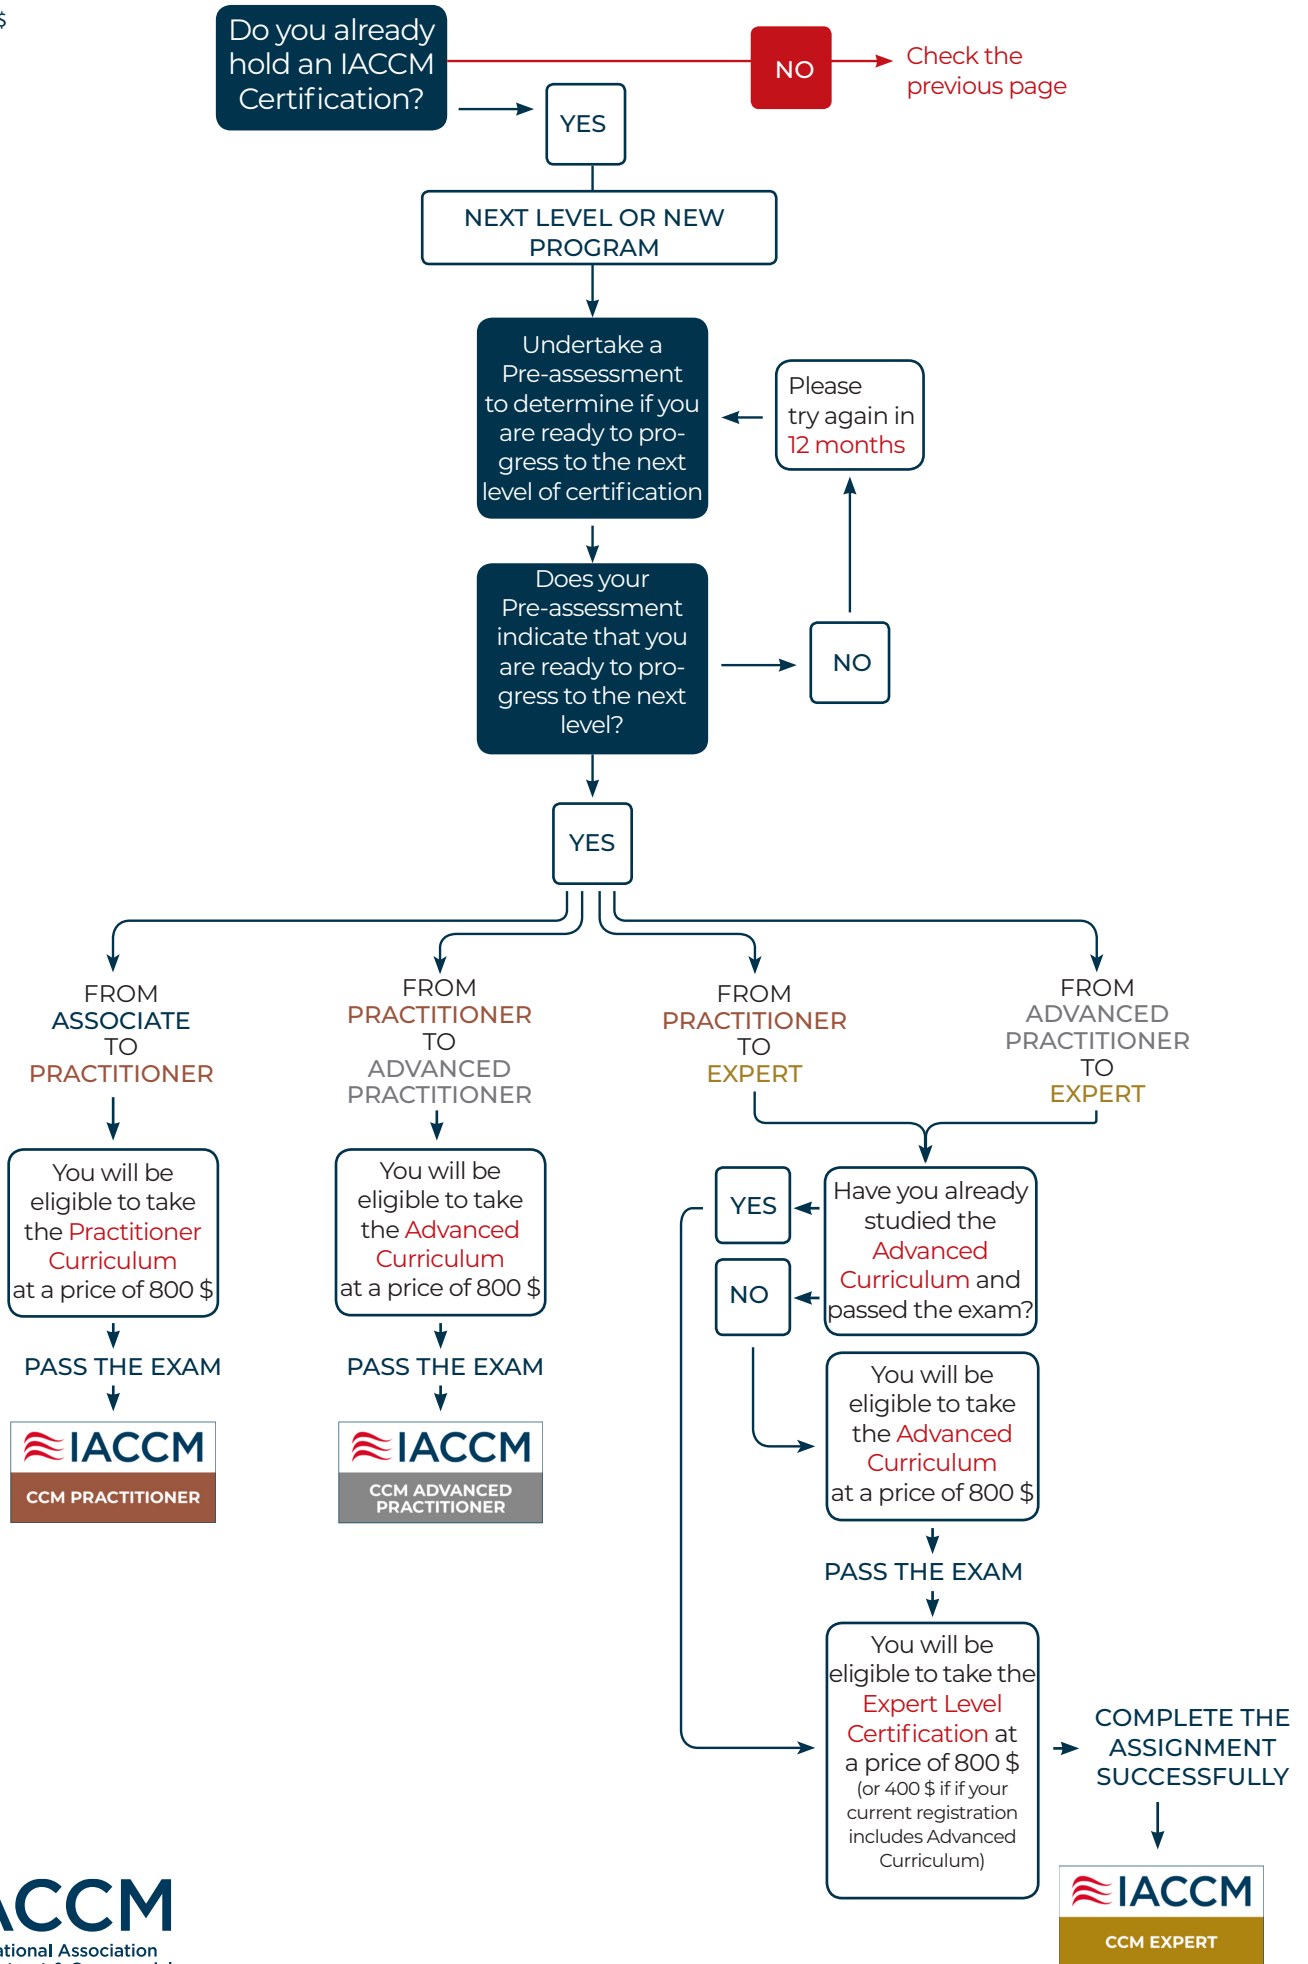 $
Do you already
hold an IACCM
Certification?
NO
Check the
previous page
YES
NEXT LEVEL OR NEW
PROGRAM
Undertake a
Pre-assessment
to determine if you
are ready to pro-
gress to the next
level of certification
Please
try again in
12 months
Does your
Pre-assessment
indicate that you
are ready to pro-
gress to the next
level?
NO
YES
FROM
ASSOCIATE
TO
PRACTITIONER
FROM
PRACTITIONER
TO
ADVANCED
PRACTITIONER
FROM
PRACTITIONER
TO
EXPERT
FROM
ADVANCED
PRACTITIONER
TO
EXPERT
You will be
eligible to take
the Practitioner
Curriculum
at a price of 800 $
You will be
eligible to take
the Advanced
Curriculum
at a price of 800 $
YES
Have you already
studied the
Advanced
Curriculum and
passed the exam?
NO
PASS THE EXAM
PASS THE EXAM
You will be
eligible to take
the Advanced
Curriculum
at a price of 800 $
IACCM
CCM PRACTITIONER
IACCM
CCM ADVANCED
PRACTITIONER
PASS THE EXAM
You will be
eligible to take the
Expert Level
Certification at
a price of 800 $
(or 400 $ if if your
current registration
includes Advanced
Curriculum)
COMPLETE THE
ASSIGNMENT
SUCCESSFULLY
IACCM
CCM EXPERT
ACCM
ational Association